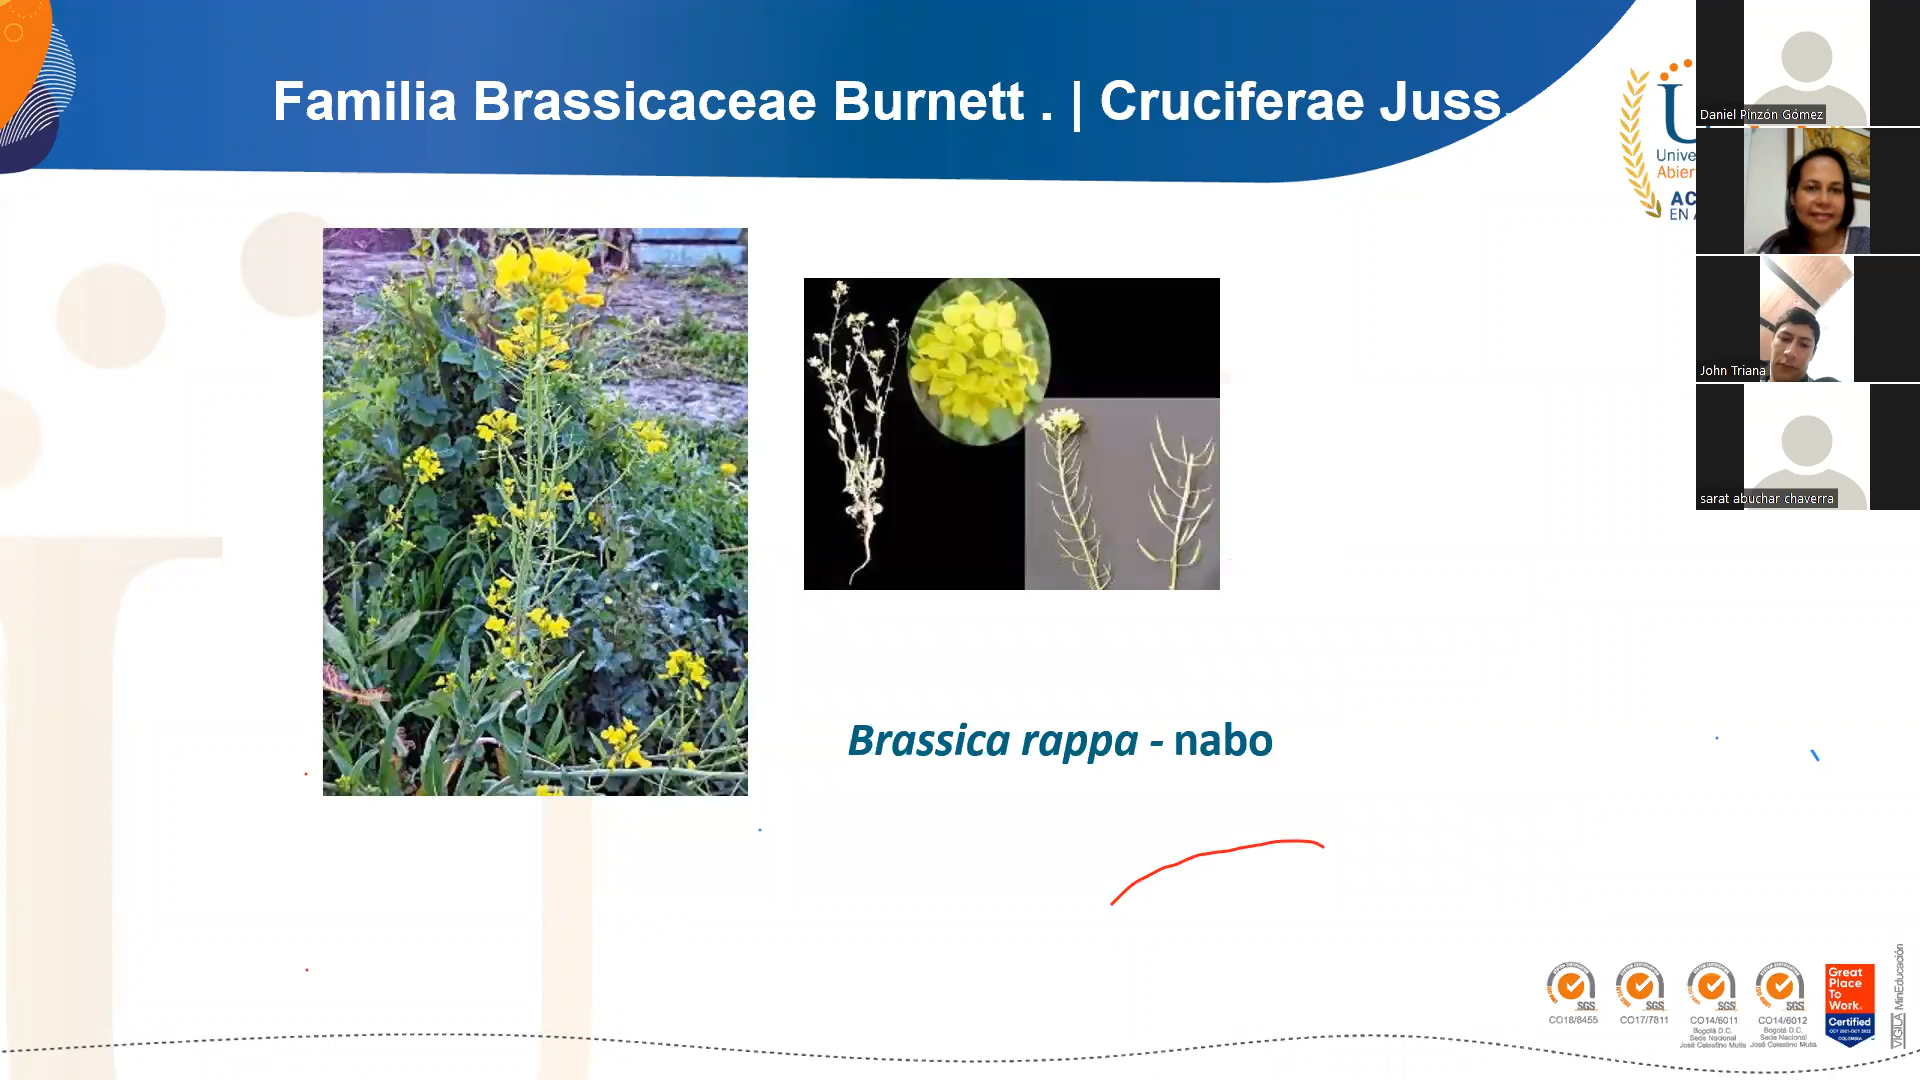 Familia Brassicaceae Burnett . | Cruciferae Juss.
Unive
Abier
AC
EN
Daniel Pinzón Gómez
John Triana
sarat abuchar chaverra
Brassica rappa - nabo
SGS
SGS
SGS
SGS
CO18/8455
CO17/7811
CO14/6011
Bogotá D.C.
Sede Nacional
José Celestino Mutis
CO14/6012
Bogotá D.C.
Sede Nacional
José Celestino Mutis
Great
Place
To
Work.
Certified
OCT 2021-OCT 2022
COLOMBIA
VIGILADA MinEducación